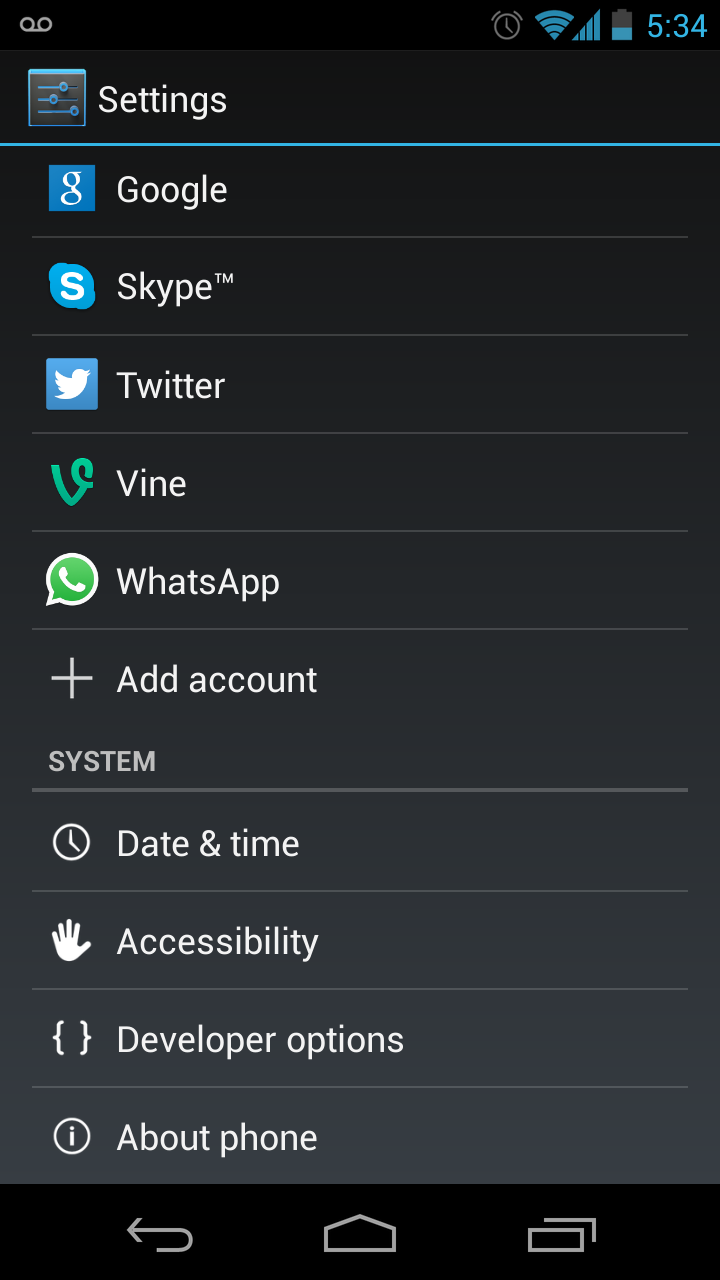 5:34
Settings
Google
Skype™
Twitter
Vine
WhatsApp
Add account
SYSTEM
Date & time
Accessibility
Developer options
About phone